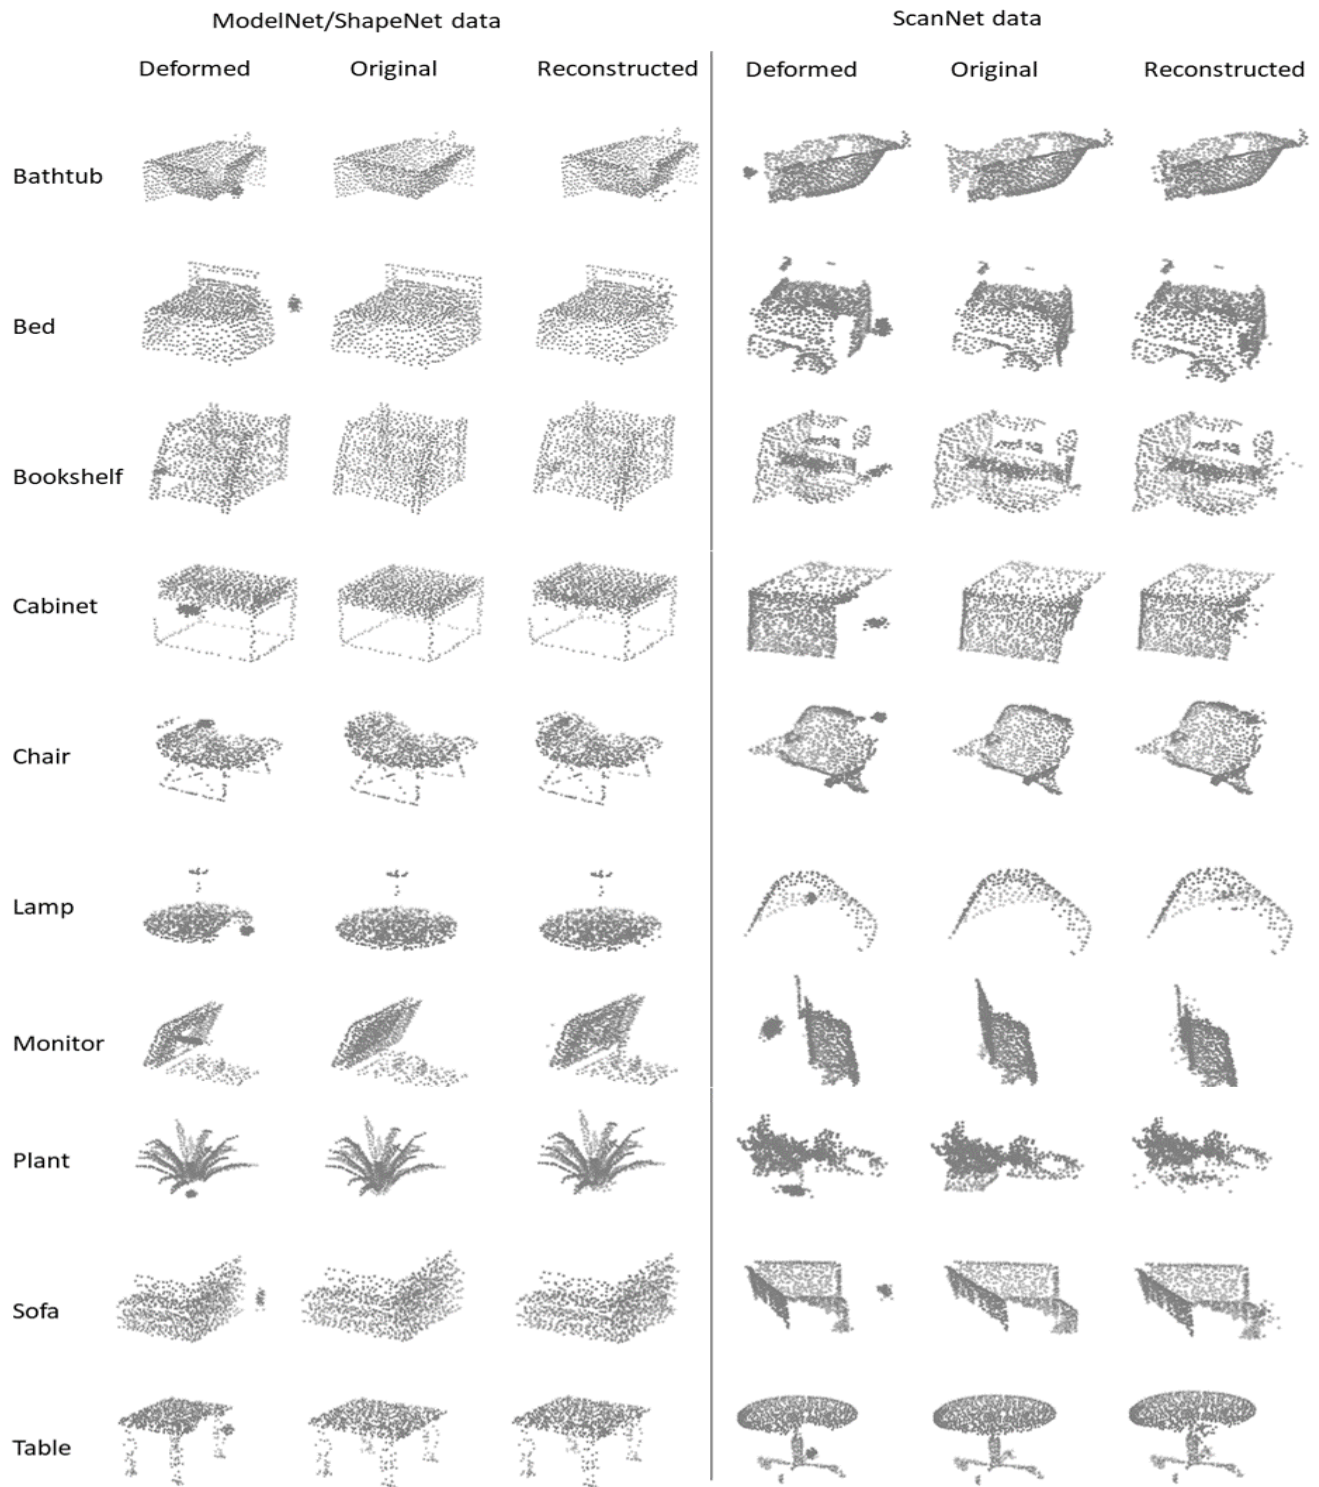 ModelNet/ShapeNet data
ScanNet data
Deformed Original Reconstructed
Deformed Original Reconstructed
Bathtub
Bed
Bookshelf
Cabinet
Chair
Lamp
Monitor
Plant
Sofa
Table